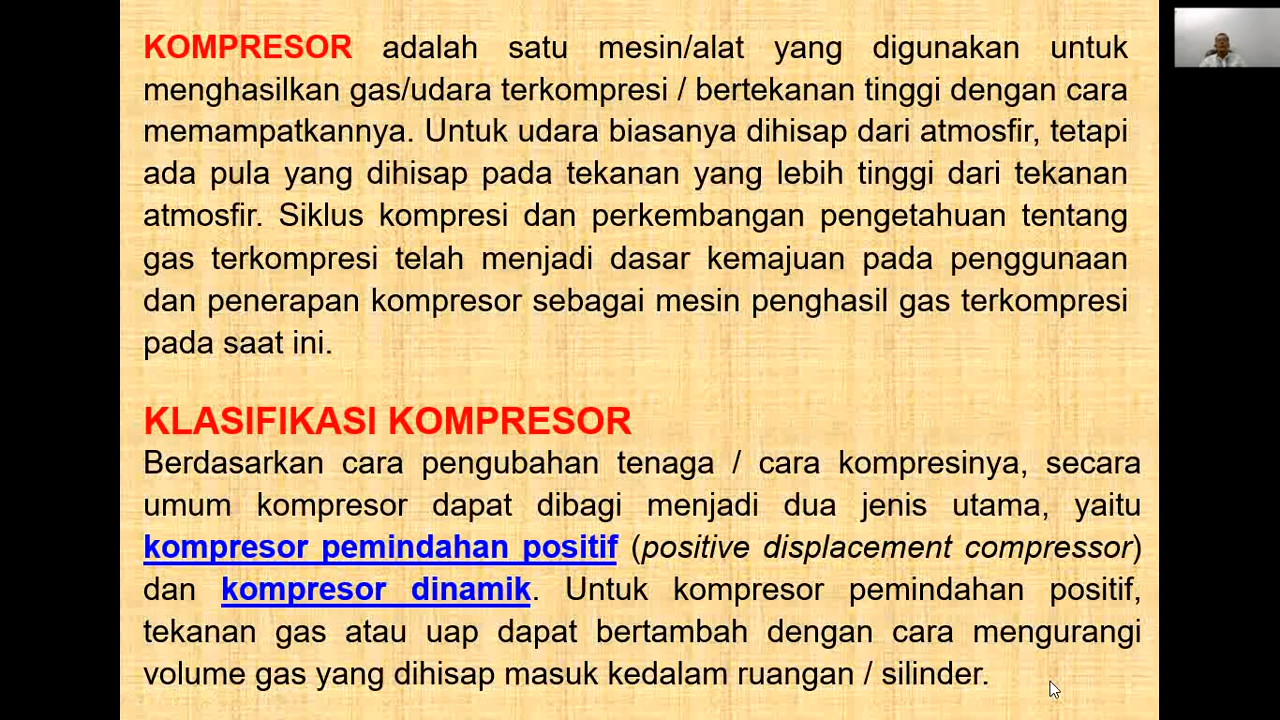 KOMPRESOR adalah satu mesin/alat yang digunakan untuk
menghasilkan gas/udara terkompresi / bertekanan tinggi dengan cara
memampatkannya. Untuk udara biasanya dihisap dari atmosfir, tetapi
ada pula yang dihisap pada tekanan yang lebih tinggi dari tekanan
atmosfir. Siklus kompresi dan perkembangan pengetahuan tentang
gas terkompresi telah menjadi dasar kemajuan pada penggunaan
dan penerapan kompresor sebagai mesin penghasil gas terkompresi
pada saat ini.
KLASIFIKASI KOMPRESOR
Berdasarkan cara pengubahan tenaga / cara kompresinya, secara
umum kompresor dapat dibagi menjadi dua jenis utama, yaitu
kompresor pemindahan positif (positive displacement compressor)
dan kompresor dinamik. Untuk kompresor pemindahan positif,
tekanan gas atau uap dapat bertambah dengan cara mengurangi
volume gas yang dihisap masuk kedalam ruangan / silinder.